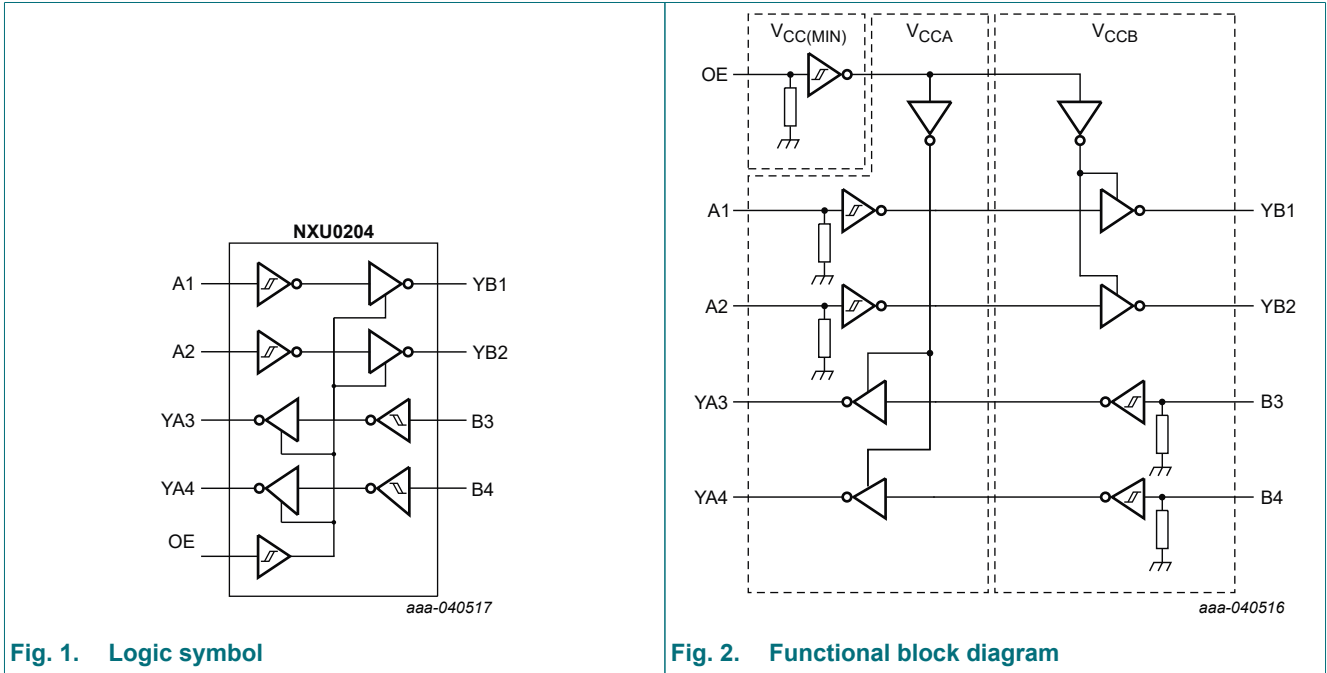 NXU0204
A1
YB1
A2
YB2
YA3
B3
YA4
B4
OE
aaa-040517
Fig. 1. Logic symbol
VCC(MIN)
VCCA
VCCB
OE
A1
YB1
A2
YB2
YA3
B3
YA4
B4
aaa-040516
Fig. 2. Functional block diagram